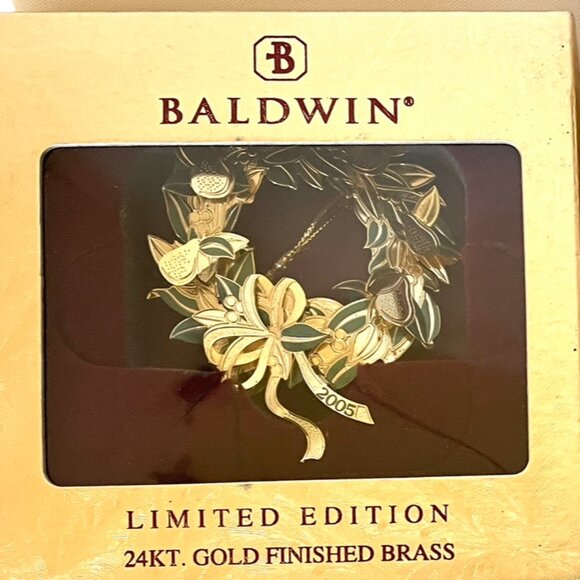 B
BALDWIN®
2005
LIMITED EDITION
24KT. GOLD FINISHED BRASS